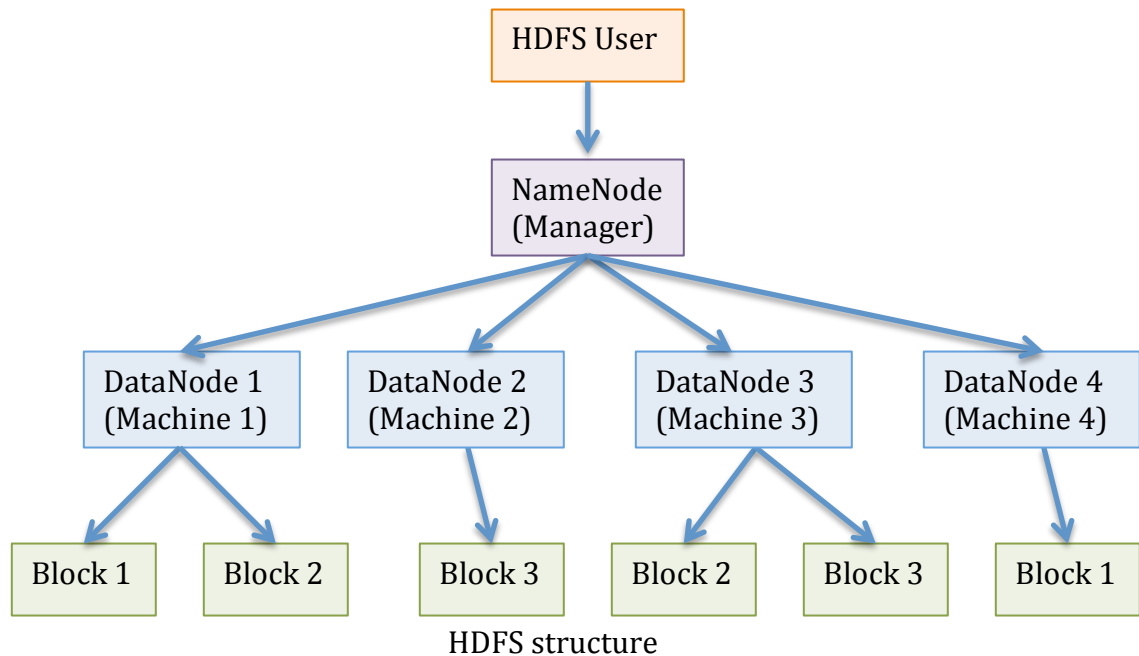 HDFS User
NameNode
(Manager)
DataNode 1
(Machine 1)
DataNode 2
(Machine 2)
DataNode 3
(Machine 3)
DataNode 4
(Machine 4)
Block 1
Block 2
Block 3
Block 2
Block 3
Block 1
HDFS structure